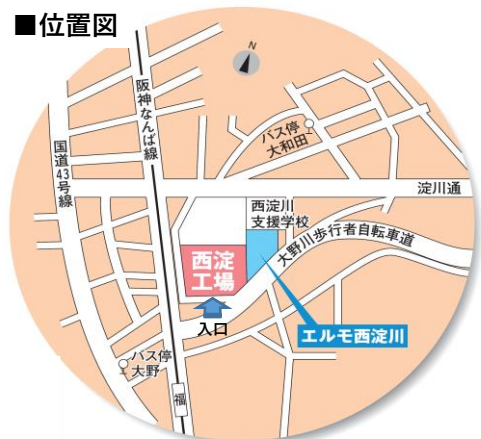 ■位置図
N
阪神なんば線
国道43号線
バス停
大和田
淀川通
西淀川
支援学校
大野川歩行者自転車道
西淀
工場
入口
エルモ西淀川
バス停
大野
福